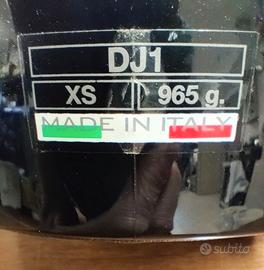 DJ1
XS 965 g.
MADE IN ITALY
subito